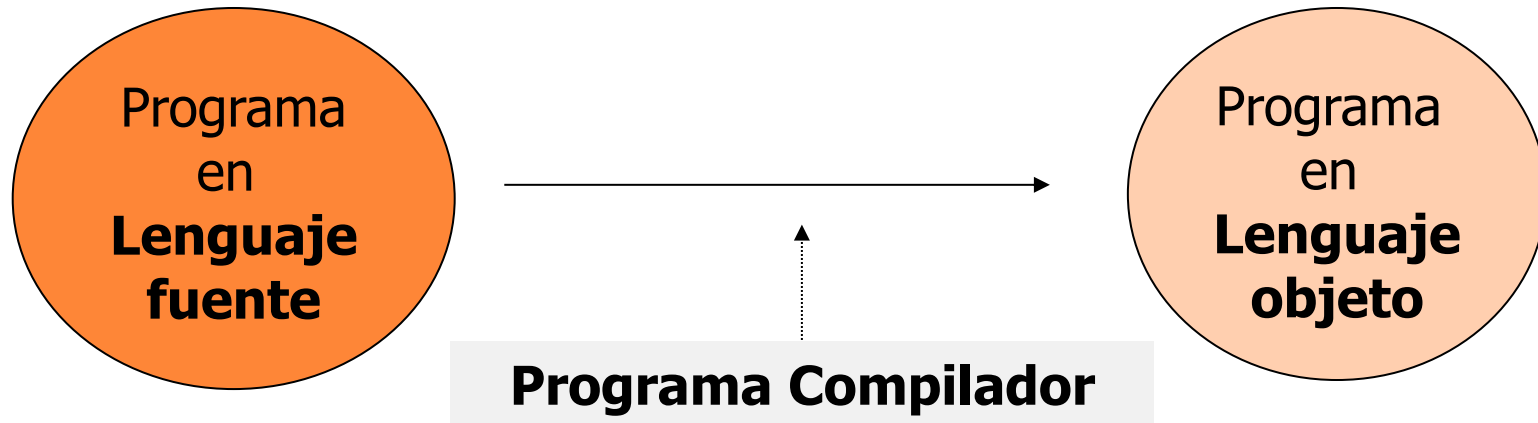 Programa
en
Lenguaje
fuente
Programa
en
Lenguaje
objeto
Programa Compilador